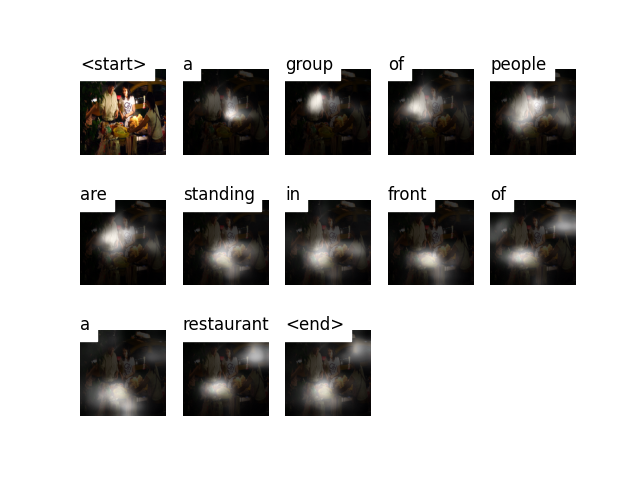 <start> a group of people
are standing in front of
a restaurant <end>